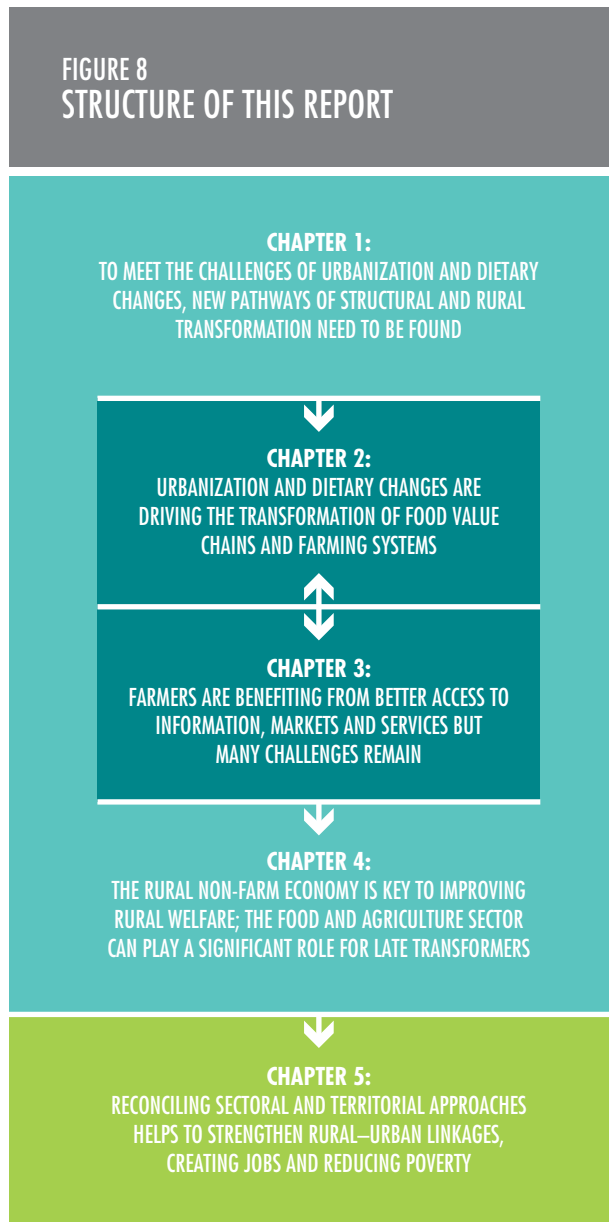 FIGURE 8
STRUCTURE OF THIS REPORT
CHAPTER 1:
TO MEET THE CHALLENGES OF URBANIZATION AND DIETARY
CHANGES, NEW PATHWAYS OF STRUCTURAL AND RURAL
TRANSFORMATION NEED TO BE FOUND
CHAPTER 2:
URBANIZATION AND DIETARY CHANGES ARE
DRIVING THE TRANSFORMATION OF FOOD VALUE
CHAINS AND FARMING SYSTEMS
CHAPTER 3:
FARMERS ARE BENEFITING FROM BETTER ACCESS TO
INFORMATION, MARKETS AND SERVICES BUT
MANY CHALLENGES REMAIN
CHAPTER 4:
THE RURAL NON-FARM ECONOMY IS KEY TO IMPROVING
RURAL WELFARE; THE FOOD AND AGRICULTURE SECTOR
CAN PLAY A SIGNIFICANT ROLE FOR LATE TRANSFORMERS
CHAPTER 5:
RECONCILING SECTORAL AND TERRITORIAL APPROACHES
HELPS TO STRENGTHEN RURAL–URBAN LINKAGES,
CREATING JOBS AND REDUCING POVERTY